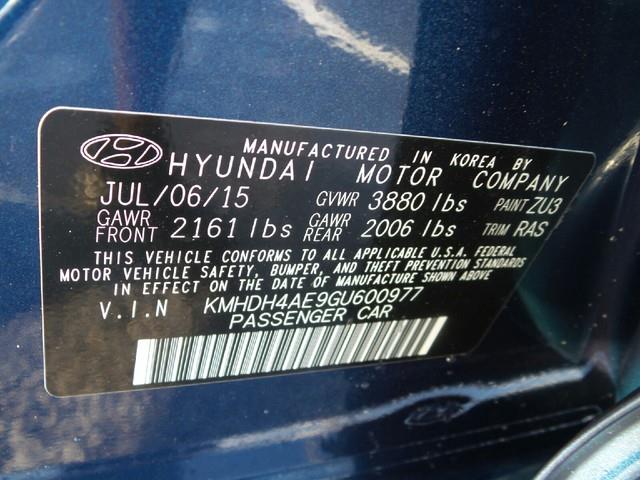 MANUFACTURED IN KOREA BY
HYUNDAI MOTOR COMPANY
JUL/06/15 GVWR 3880 lbs PAINT ZU3
GAWR FRONT 2161 lbs GAWR REAR 2006 lbs TRIM RAS
THIS VEHICLE CONFORMS TO ALL APPLICABLE U.S.A. FEDERAL
MOTOR VEHICLE SAFETY, BUMPER, AND THEFT PREVENTION STANDARDS
IN EFFECT ON THE DATE OF MANUFACTURE SHOWN ABOVE
V.I.N KMHDH4AE9GU600977
PASSENGER CAR